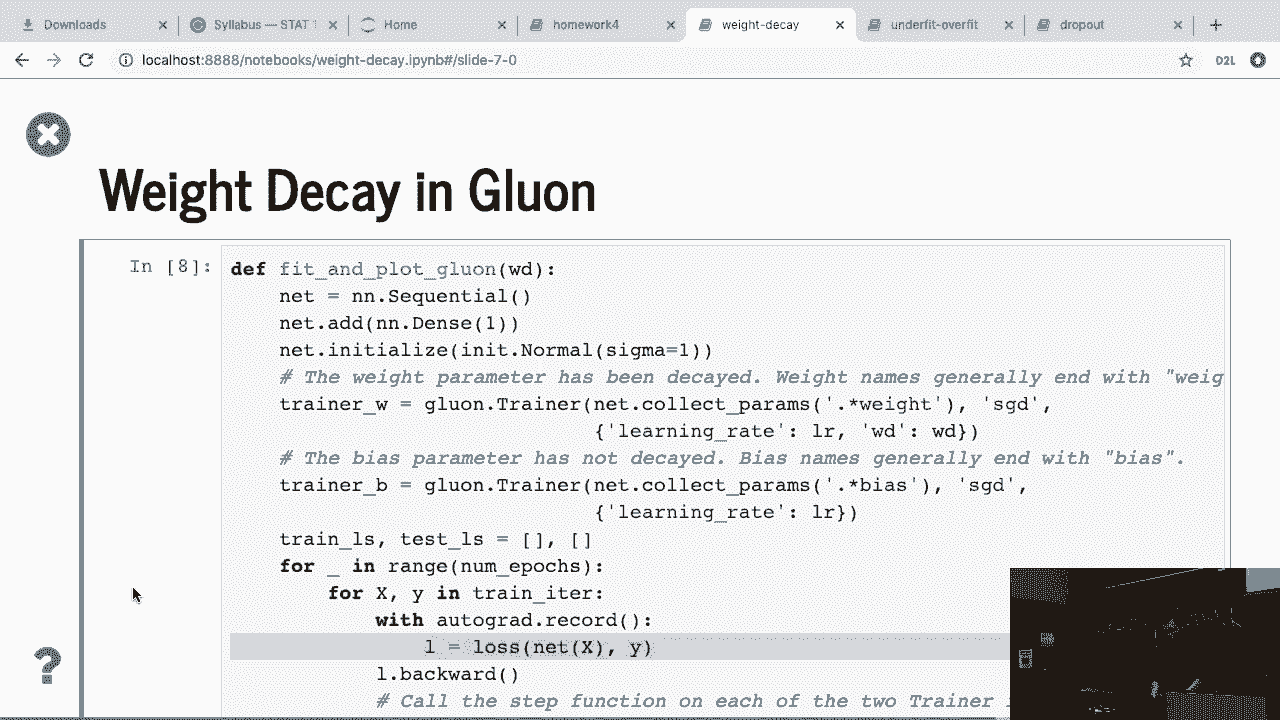 Downloads
Syllabus — STAT
Home
homework4
weight-decay
underfit-overfit
dropout
localhost:8888/notebooks/weight-decay.ipynb#/slide-7-0
D2L
Weight Decay in Gluon
In [8]:
def fit_and_plot_gluon(wd):
net = nn.Sequential()
net.add(nn.Dense(1))
net.initialize(init.Normal(sigma=1))
# The weight parameter has been decayed. Weight names generally end with "weig
trainer_w = gluon.Trainer(net.collect_params('.*weight'), 'sgd',
{'learning_rate': lr, 'wd': wd})
# The bias parameter has not decayed. Bias names generally end with "bias".
trainer_b = gluon.Trainer(net.collect_params('.*bias'), 'sgd',
{'learning_rate': lr})
train_ls, test_ls = [], []
for _ in range(num_epochs):
for X, y in train_iter:
with autograd.record():
l = loss(net(X), y)
l.backward()
# Call the step function on each of the two Trainer